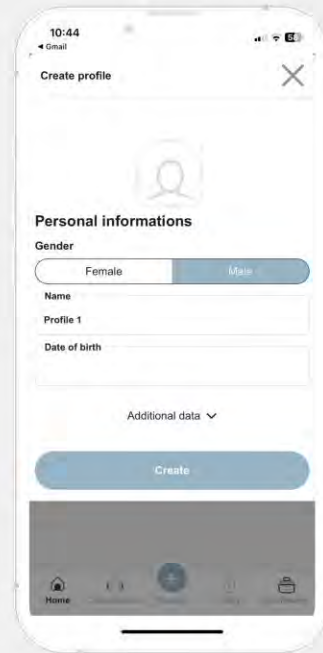 10:44
58
◀ Gmail
Create profile
Personal informations
Gender
Female Male
Name
Profile 1
Date of birth
Additional data
Create
Home